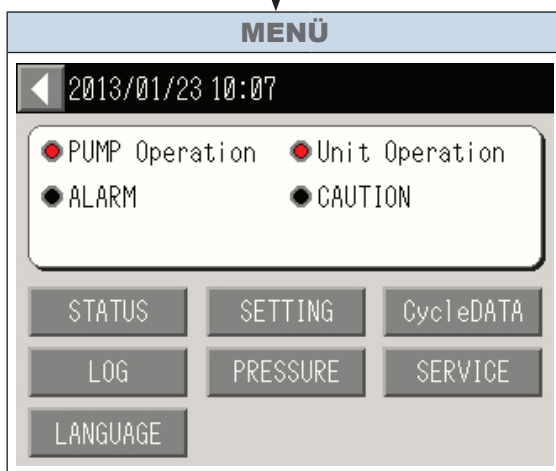 MENÜ
2013/01/23 10:07
PUMP Operation Unit Operation
ALARM CAUTION
STATUS SETTING CycleDATA
LOG PRESSURE SERVICE
LANGUAGE